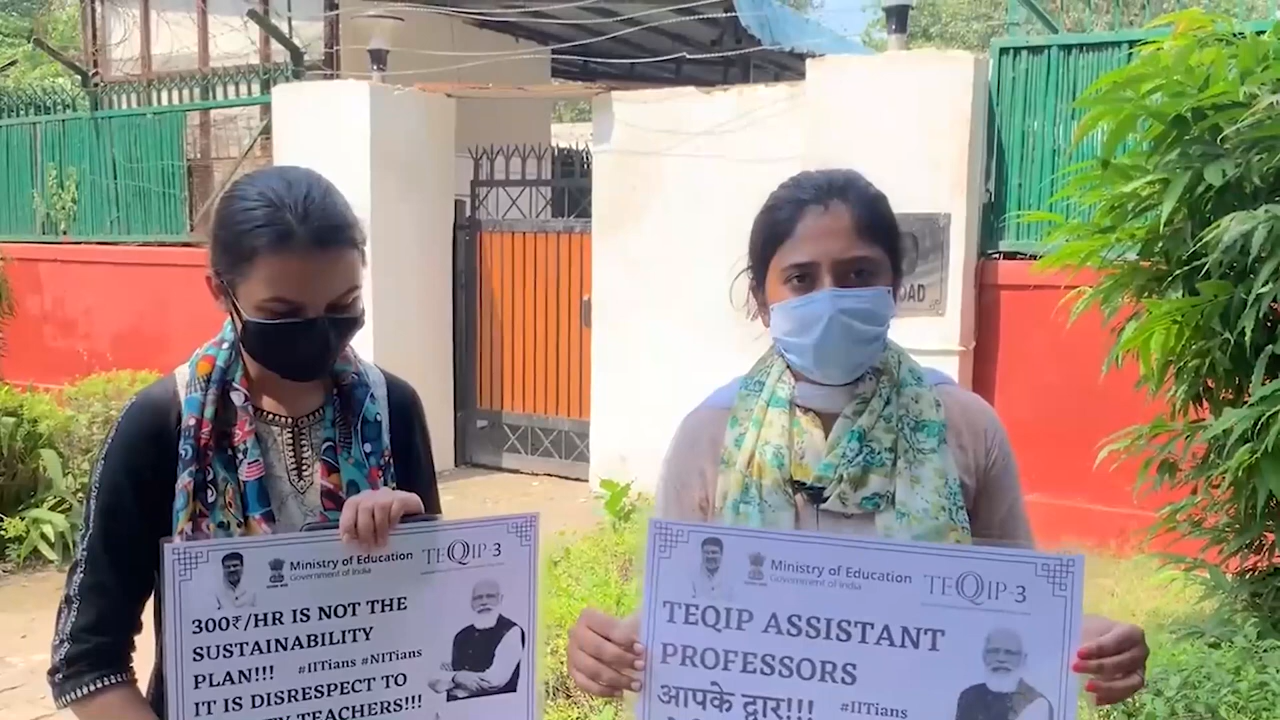 Ministry of Education
Government of India
TEQIP-3
300₹/HR IS NOT THE
SUSTAINABILITY
PLAN!!! #IITians #NITians
IT IS DISRESPECT TO
TEACHERS!!!
Ministry of Education
Government of India
TEQIP-3
TEQIP ASSISTANT
PROFESSORS
आपके द्वार!!! #IITians